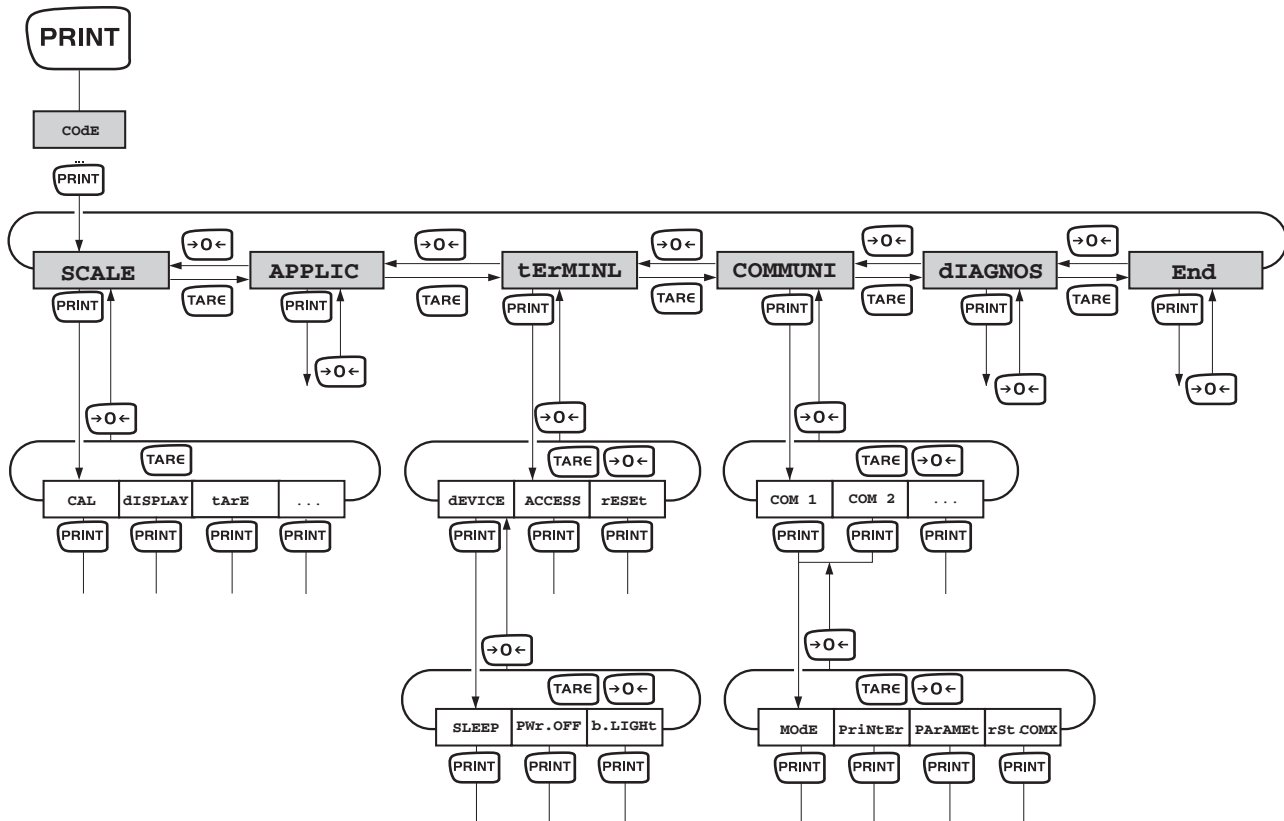 PRINT
COdE
...
PRINT
→0← →0← →0← →0← →0←
SCALE APPLIC tErMINL COMMUNI dIAGNOS End
PRINT TARE PRINT TARE PRINT TARE PRINT TARE PRINT TARE PRINT
→0← →0← →0←
→0← →0← →0←
TARE TARE →0← TARE →0←
CAL dISPLAY tArE ... dEVICE ACCESS rESEt COM 1 COM 2 ...
PRINT PRINT PRINT PRINT PRINT PRINT PRINT PRINT PRINT PRINT
→0← →0←
TARE →0← TARE →0←
SLEEP PWr.OFF b.LIGHt MOdE PriNtEr PArAMEt rSt.COMX
PRINT PRINT PRINT PRINT PRINT PRINT PRINT